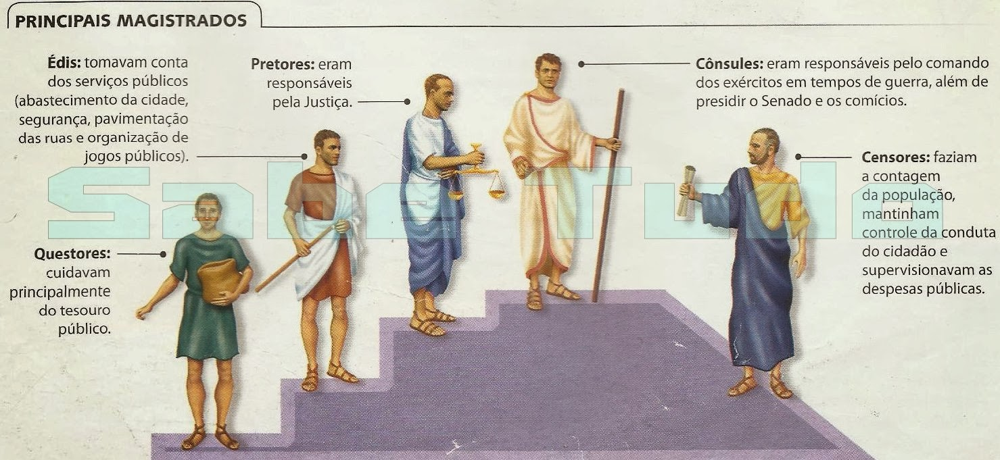 PRINCIPAIS MAGISTRADOS
Édis: tomavam conta
dos serviços públicos
(abastecimento da cidade,
segurança, pavimentação
das ruas e organização de
jogos públicos).
Pretores: eram
responsáveis
pela Justiça.
Cônsules: eram responsáveis pelo comando
dos exércitos em tempos de guerra, além de
presidir o Senado e os comícios.
Censores: faziam
a contagem
da população,
mantinham
controle da conduta
do cidadão e
supervisionavam as
despesas públicas.
Questores:
cuidavam
principalmente
do tesouro
público.
Sabe Tudo